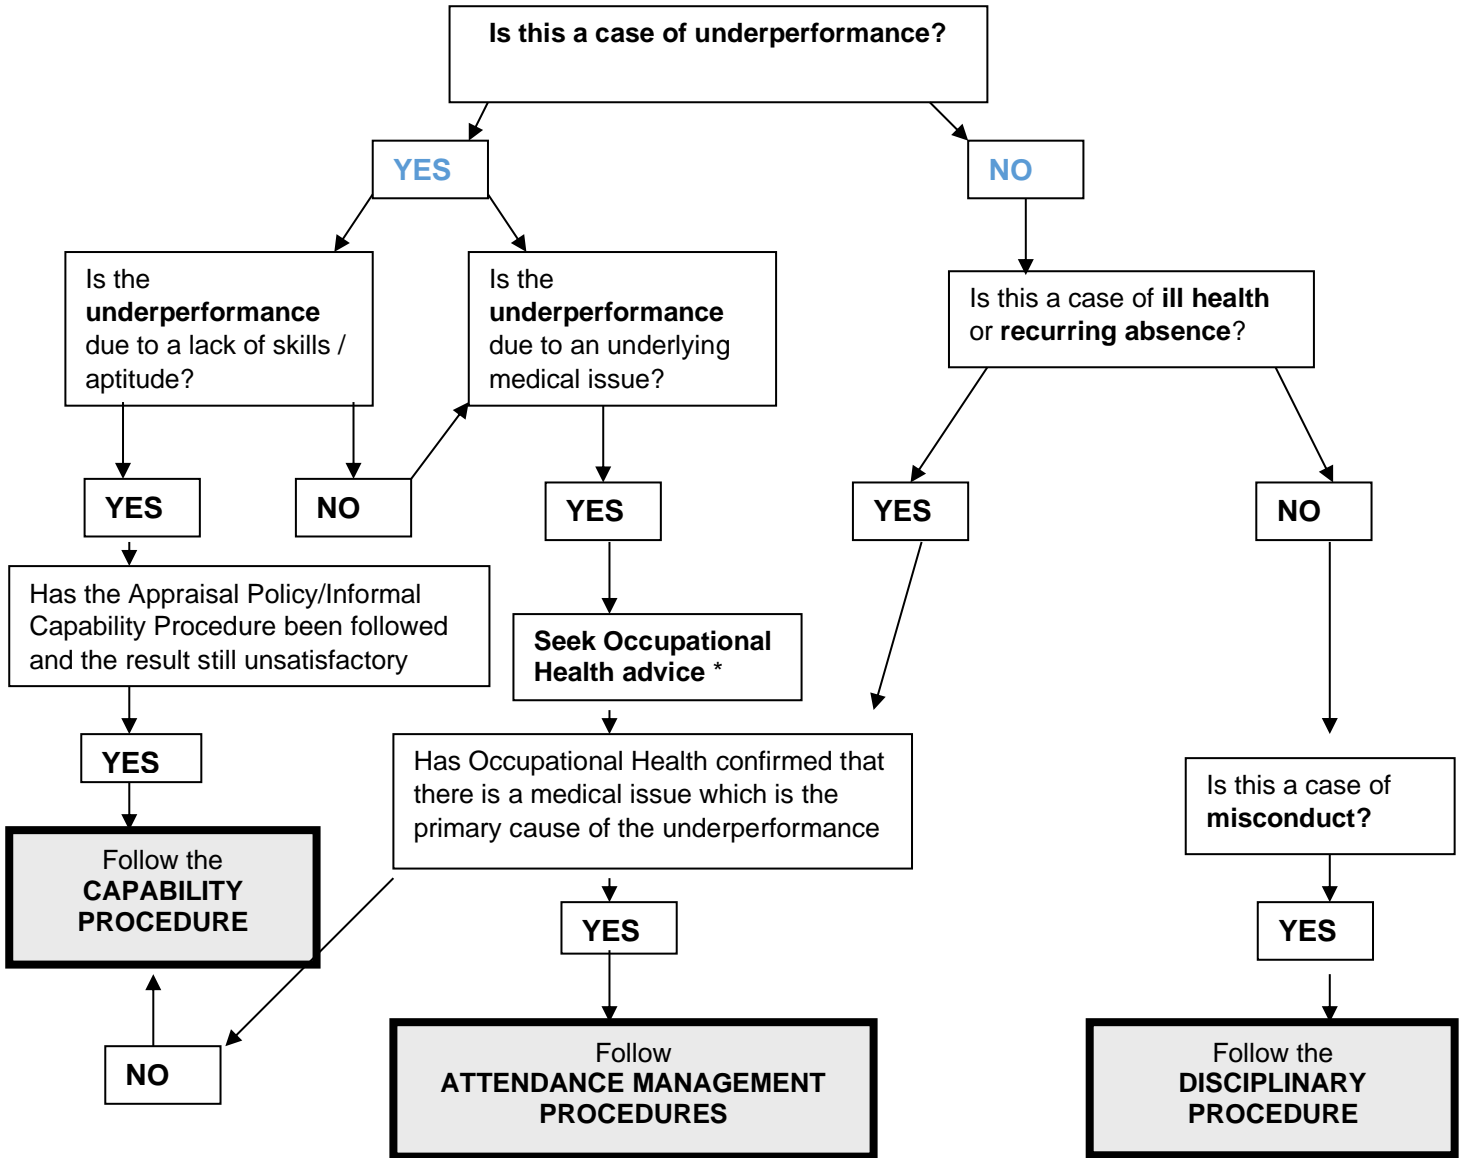 Is this a case of underperformance?
YES
NO
Is the
underperformance
due to a lack of skills /
aptitude?
Is the
underperformance
due to an underlying
medical issue?
Is this a case of ill health
or recurring absence?
YES
NO
YES
YES
NO
Has the Appraisal Policy/Informal
Capability Procedure been followed
and the result still unsatisfactory
Seek Occupational
Health advice *
YES
Has Occupational Health confirmed that
there is a medical issue which is the
primary cause of the underperformance
Is this a case of
misconduct?
Follow the
CAPABILITY
PROCEDURE
YES
YES
NO
Follow
ATTENDANCE MANAGEMENT
PROCEDURES
Follow the
DISCIPLINARY
PROCEDURE